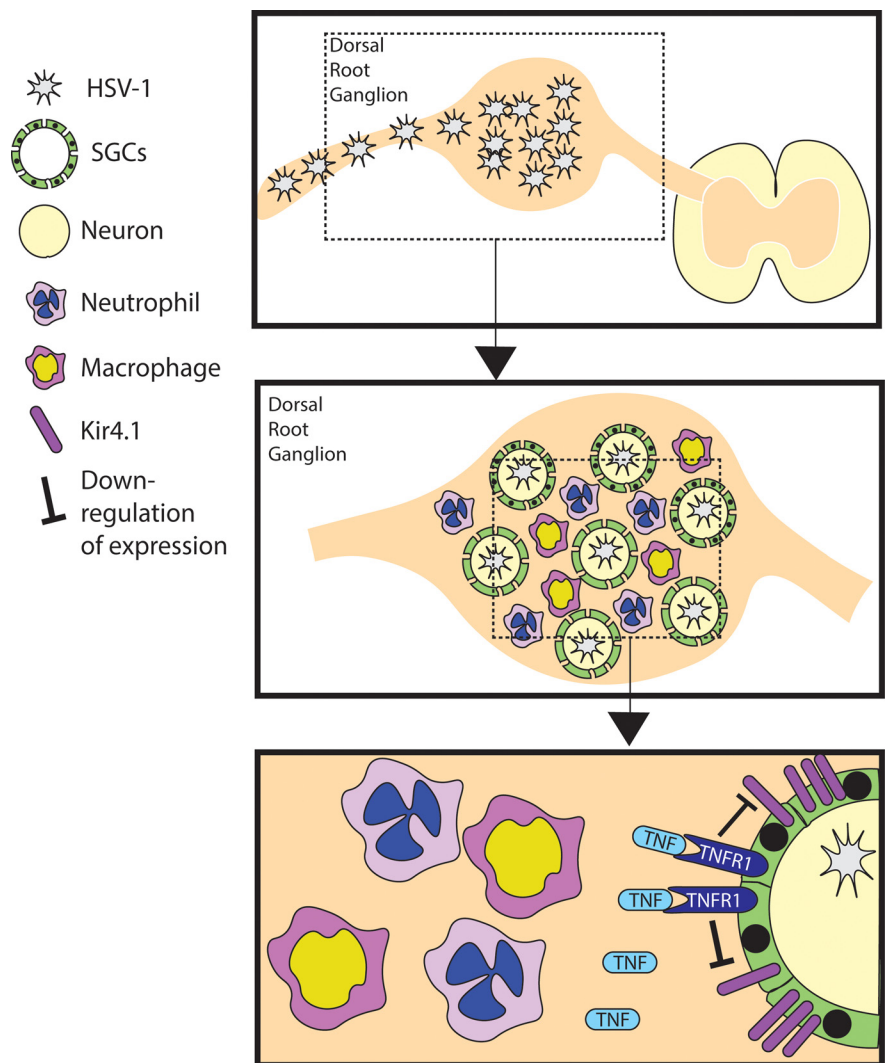 HSV-1
SGCs
Neuron
Neutrophil
Macrophage
Kir4.1
Down-
regulation
of expression
Dorsal
Root
Ganglion
Dorsal
Root
Ganglion
TNF
TNFR1
TNF
TNFR1
TNF
TNF